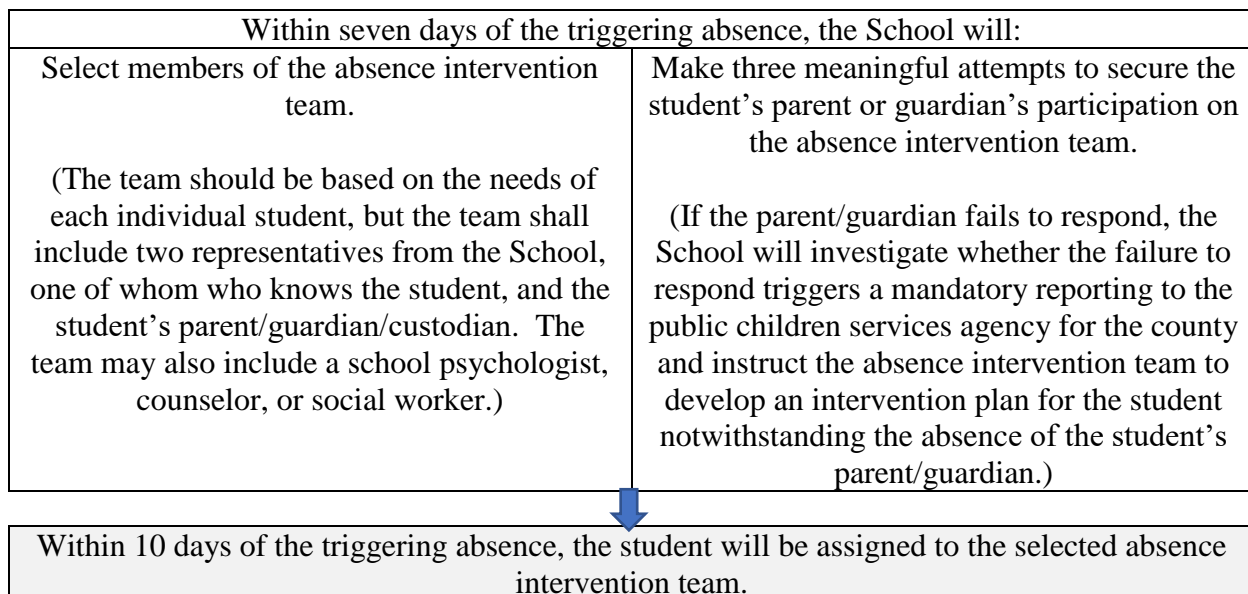 Within seven days of the triggering absence, the School will:
Select members of the absence intervention
team.
(The team should be based on the needs of
each individual student, but the team shall
include two representatives from the School,
one of whom who knows the student, and the
student’s parent/guardian/custodian.  The
team may also include a school psychologist,
counselor, or social worker.)
Make three meaningful attempts to secure the
student’s parent or guardian’s participation on
the absence intervention team.
(If the parent/guardian fails to respond, the
School will investigate whether the failure to
respond triggers a mandatory reporting to the
public children services agency for the county
and instruct the absence intervention team to
develop an intervention plan for the student
notwithstanding the absence of the student’s
parent/guardian.)
Within 10 days of the triggering absence, the student will be assigned to the selected absence
intervention team.